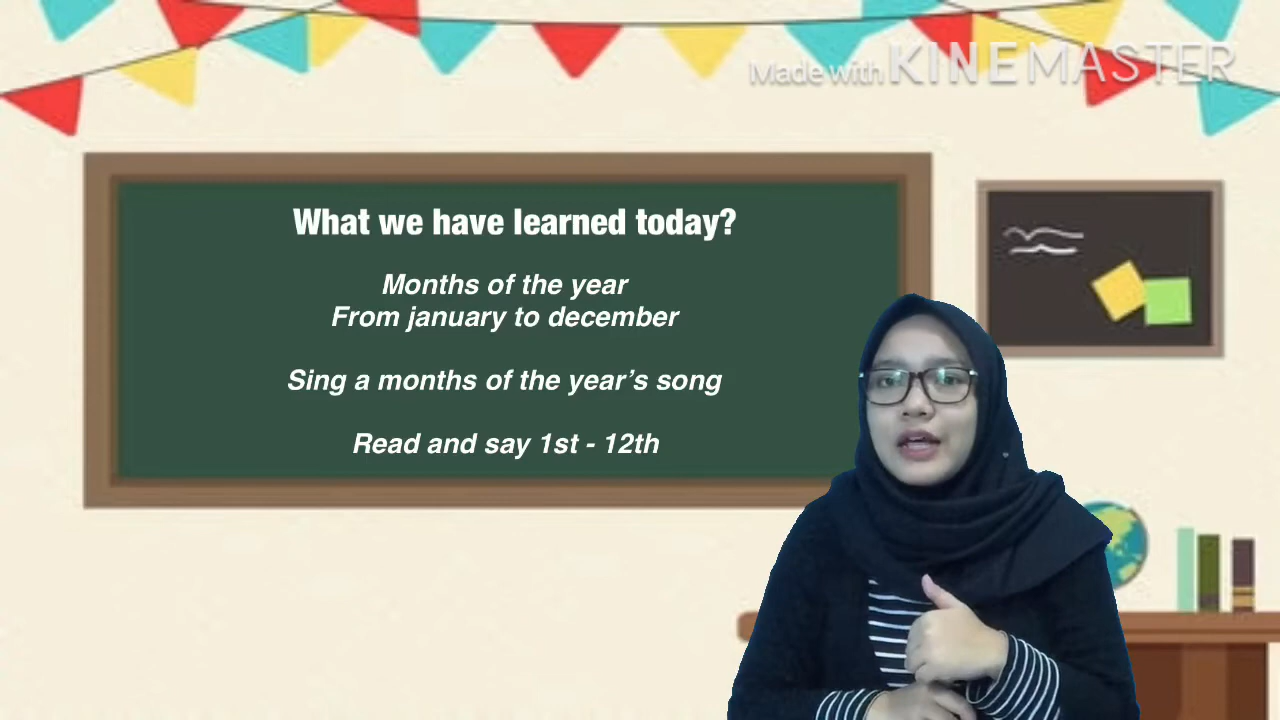 Made with KINEMASTER
What we have learned today?
Months of the year
From january to december
Sing a months of the year’s song
Read and say 1st - 12th